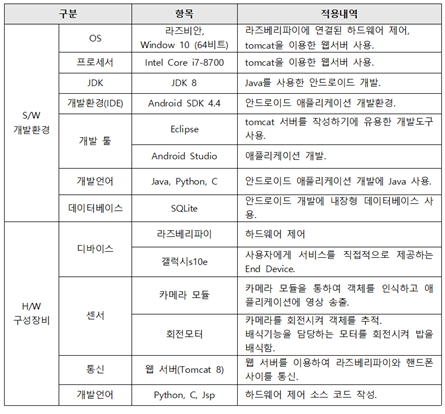 구분 항목 적용내역
S/W
개발환경
OS
라즈비안,
Window 10 (64비트)
라즈베리파이에 연결된 하드웨어 제어,
tomcat을 이용한 웹서버 사용.
프로세서 Intel Core i7-8700 tomcat을 이용한 웹서버 사용.
JDK JDK 8 Java를 사용한 안드로이드 개발.
개발환경(IDE) Android SDK 4.4 안드로이드 애플리케이션 개발환경.
개발 툴
Eclipse
tomcat 서버를 작성하기에 유용한 개발도구
사용.
Android Studio 애플리케이션 개발.
개발언어 Java, Python, C 안드로이드 애플리케이션 개발에 Java 사용.
데이터베이스 SQLite
안드로이드 개발에 내장형 데이터베이스 사
용.
H/W
구성장비
디바이스
라즈베리파이 하드웨어 제어
갤럭시s10e
사용자에게 서비스를 직접적으로 제공하는
End Device.
센서
카메라 모듈
카메라 모듈을 통하여 객체를 인식하고 애
플리케이션에 영상 송출.
회전모터
카메라를 회전시켜 객체를 추적.
배식기능을 담당하는 모터를 회전시켜 밥을
배식함.
통신 웹 서버(Tomcat 8)
웹 서버를 이용하여 라즈베리파이와 핸드폰
사이를 통신.
개발언어 Python, C, Jsp 하드웨어 제어 소스 코드 작성.